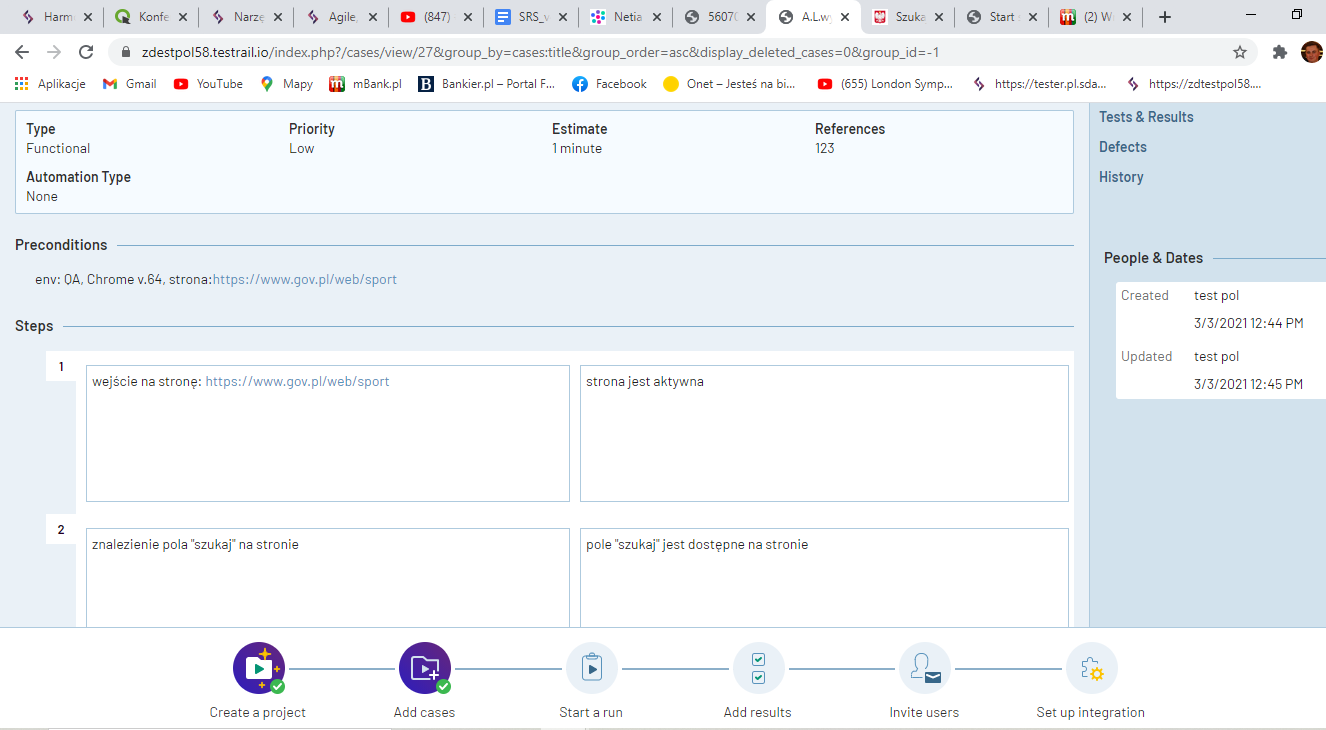 Harm
Konfe
Narzę
Agile,
(847)
SRS_v
Netia
5607(
A.L.w
Szuka
Start
(2) W
zdestpol58.testrail.io/index.php?/cases/view/27&group_by=cases:title&group_order=asc&display_deleted_cases=0&group_id=-1
Aplikacje
Gmail
YouTube
Mapy
mBank.pl
Bankier.pl – Portal F...
Facebook
Onet – Jesteś na bi...
(655) London Symp...
https://tester.pl.sda...
https://zdtestpol58....
Type
Priority
Estimate
References
Functional
Low
1 minute
123
Automation Type
None
Tests & Results
Defects
History
Preconditions
env: QA, Chrome v.64, strona:https://www.gov.pl/web/sport
People & Dates
Created
test pol
3/3/2021 12:44 PM
Updated
test pol
3/3/2021 12:45 PM
Steps
1
wejście na stronę: https://www.gov.pl/web/sport
strona jest aktywna
2
znalezienie pola "szukaj" na stronie
pole "szukaj" jest dostępne na stronie
Create a project
Add cases
Start a run
Add results
Invite users
Set up integration